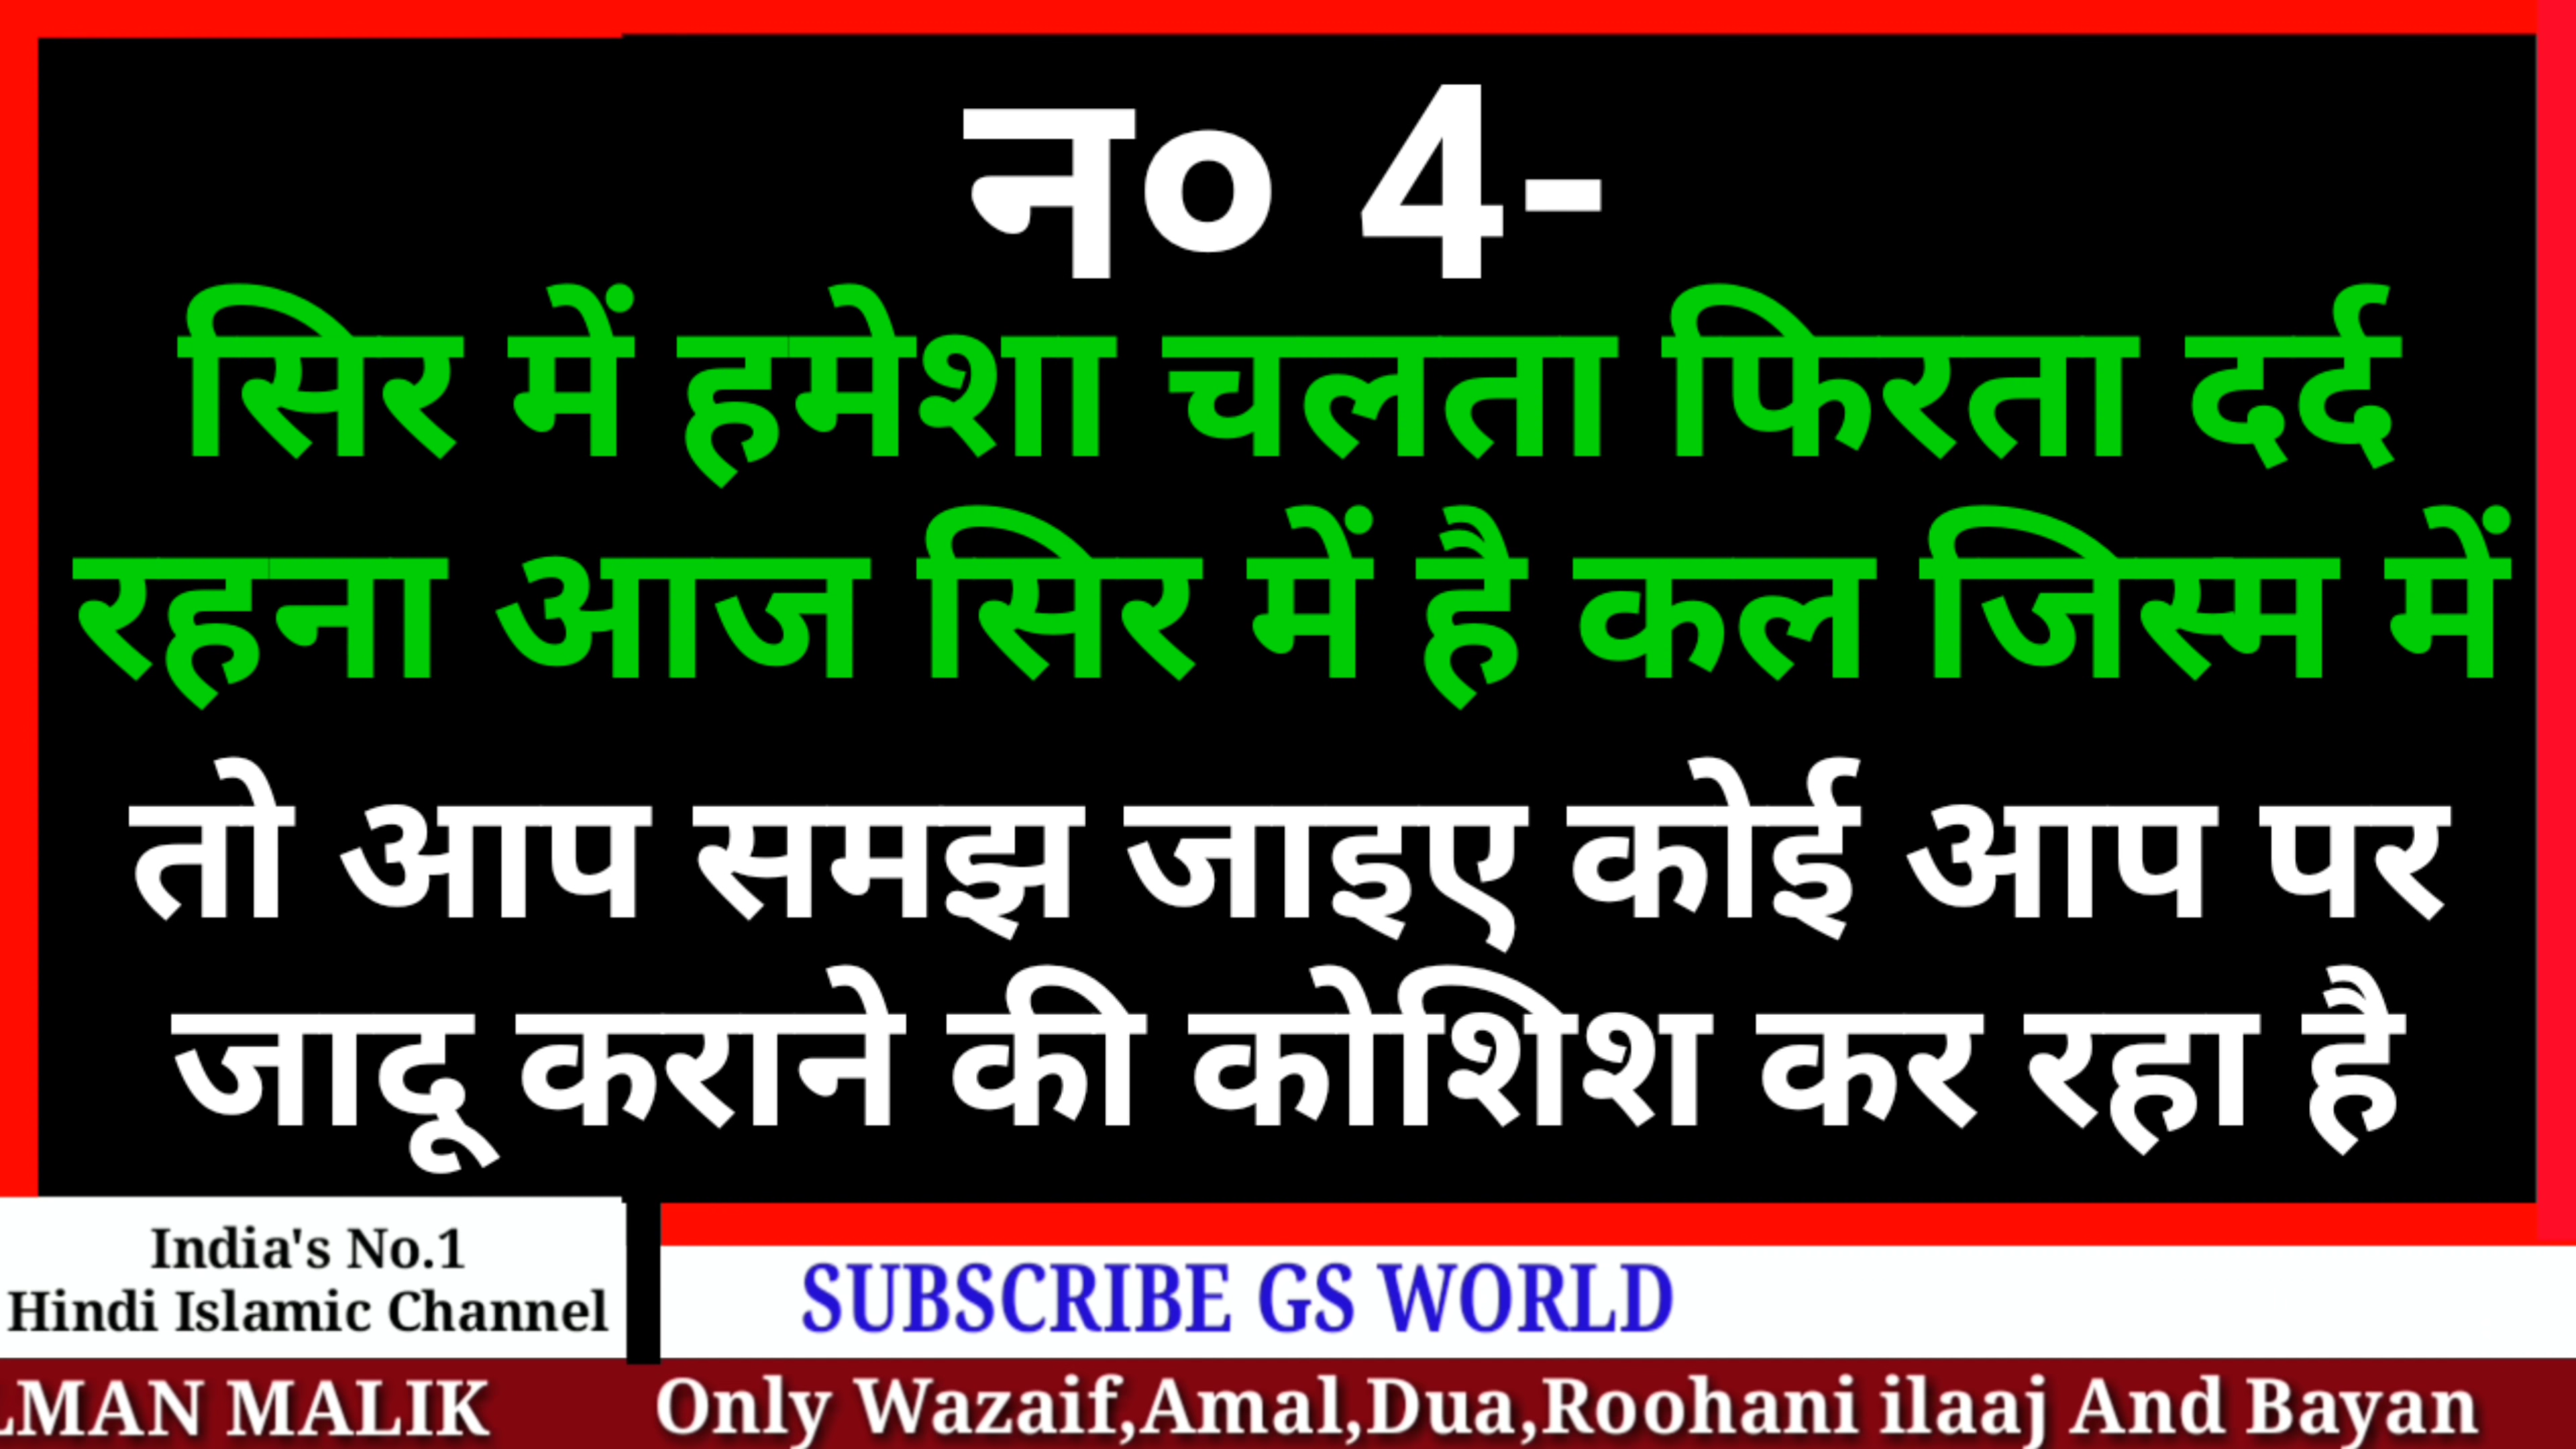 न० 4-
सिर में हमेशा चलता फिरता दर्द
रहना आज सिर में है कल जिस्म में
तो आप समझ जाइए कोई आप पर
जादू कराने की कोशिश कर रहा है
India's No.1
Hindi Islamic Channel
SUBSCRIBE GS WORLD
LMAN MALIK Only Wazaif,Amal,Dua,Roohani ilaaj And Bayan